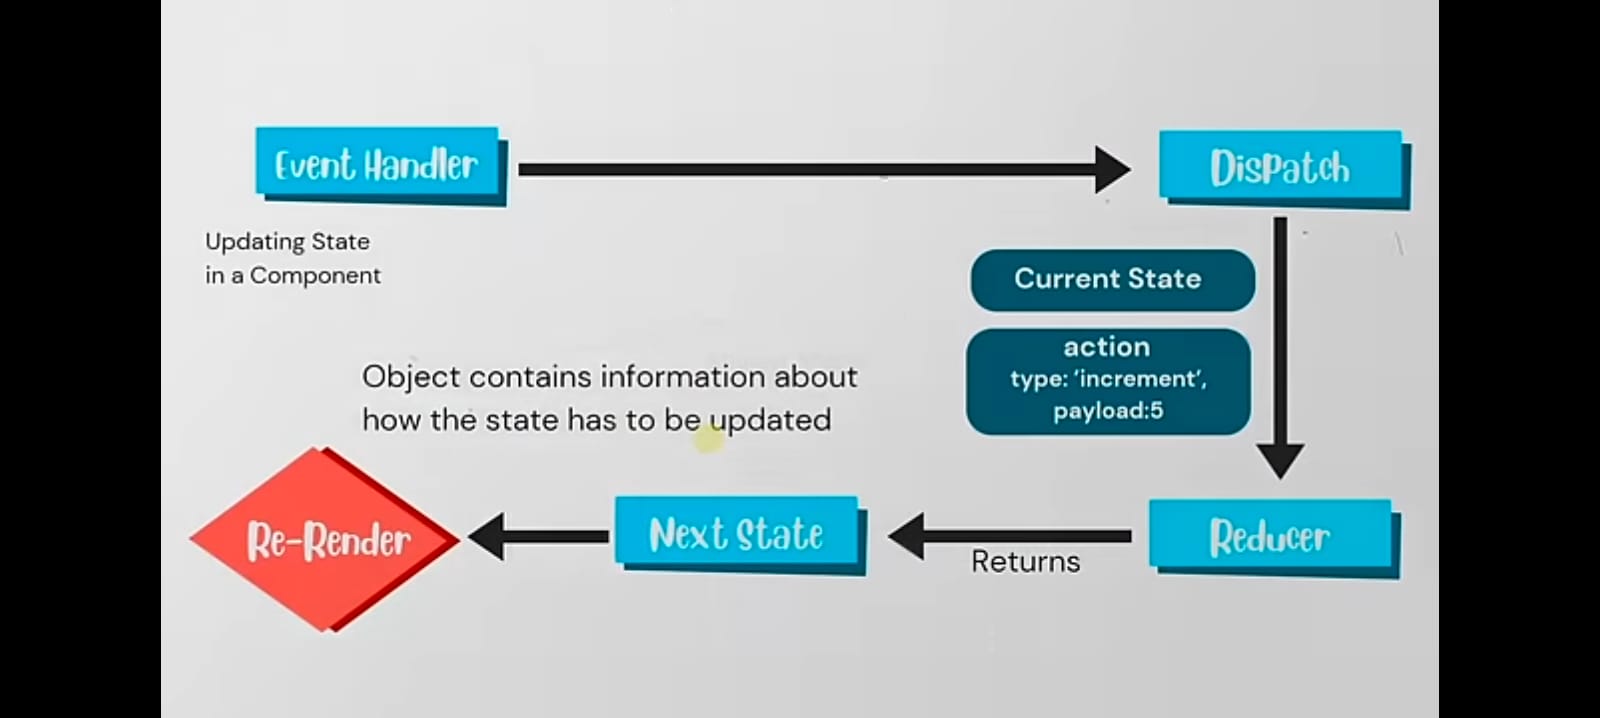 Event Handler
Dispatch
Updating State
in a Component
Current State
action
type: ‘increment’,
payload:5
Object contains information about
how the state has to be updated
Re-Render
Next State
Returns
Reducer